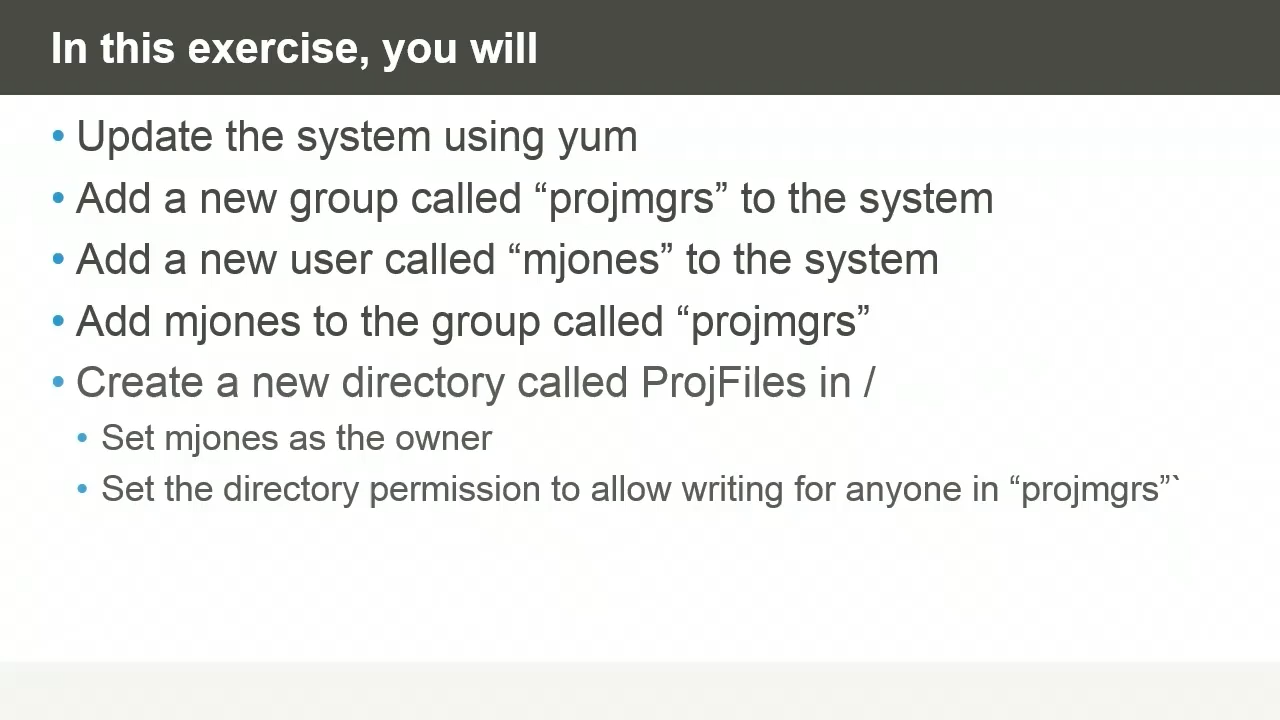 In this exercise, you will
• Update the system using yum
• Add a new group called “projmgrs” to the system
• Add a new user called “mjones” to the system
• Add mjones to the group called “projmgrs”
• Create a new directory called ProjFiles in /
• Set mjones as the owner
• Set the directory permission to allow writing for anyone in “projmgrs”`